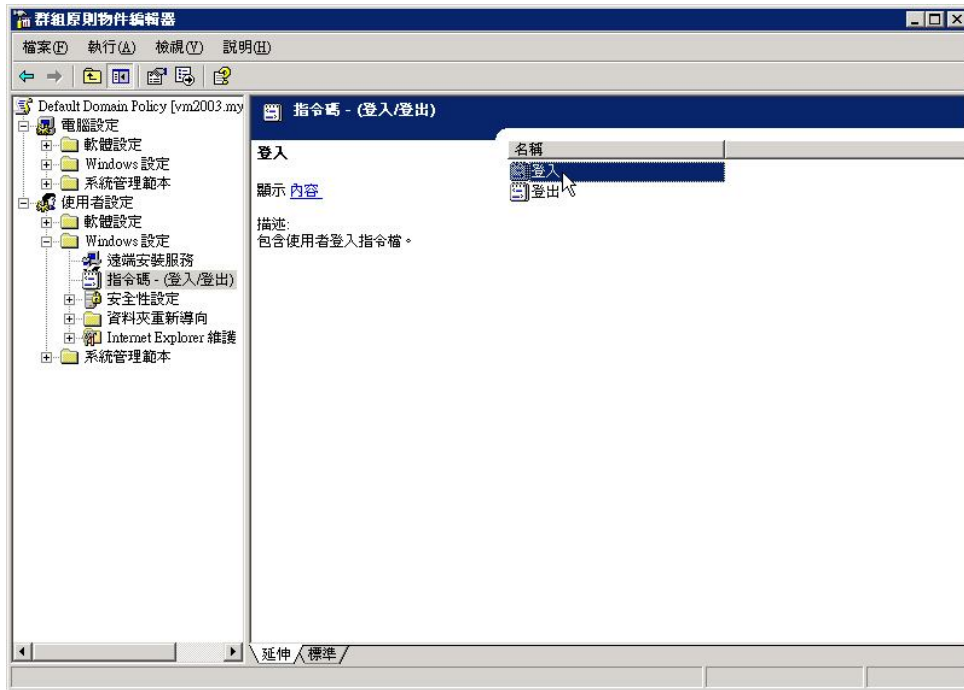 群組原則物件編輯器
檔案(F) 執行(A) 檢視(V) 說明(H)
Default Domain Policy [vm2003.my
電腦設定
軟體設定
Windows 設定
系統管理範本
使用者設定
軟體設定
Windows 設定
遠端安裝服務
指令碼 - (登入/登出)
安全性設定
資料夾重新導向
Internet Explorer 維護
系統管理範本
指令碼 - (登入/登出)
登入
顯示 內容
描述:
包含使用者登入指令檔。
名稱
登入
登出
延伸 標準